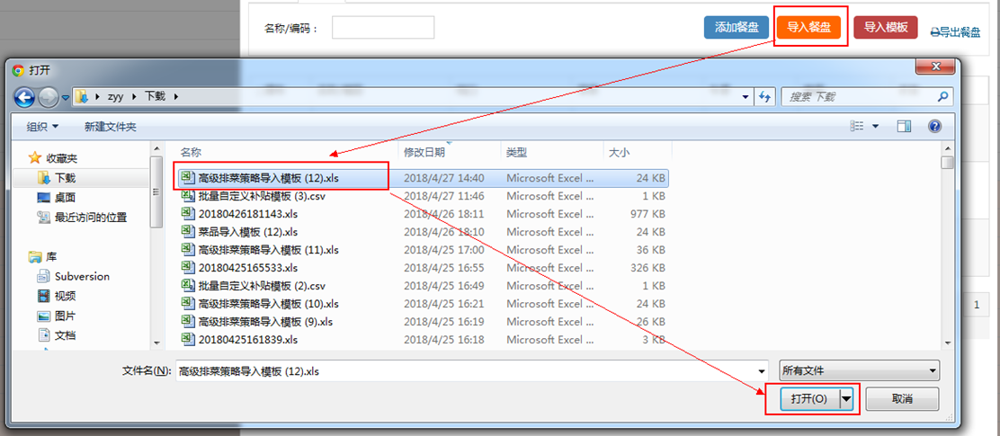 名称/编码：
添加餐盘
导入餐盘
导入模板
导出餐盘
打开
zyy
下载
搜索 下载
组织
新建文件夹
名称 修改日期 类型 大小
收藏夹
下载
桌面
最近访问的位置
库
Subversion
视频
图片
文档
高级排菜策略导入模板 (12).xls 2018/4/27 14:40 Microsoft Excel ... 24 KB
批量自定义补贴模板 (3).csv 2018/4/27 11:46 Microsoft Excel ... 1 KB
20180426181143.xls 2018/4/26 18:11 Microsoft Excel ... 977 KB
菜品导入模板 (12).xls 2018/4/26 18:10 Microsoft Excel ... 24 KB
高级排菜策略导入模板 (11).xls 2018/4/25 17:00 Microsoft Excel ... 36 KB
20180425165533.xls 2018/4/25 16:55 Microsoft Excel ... 326 KB
批量自定义补贴模板 (2).csv 2018/4/25 16:49 Microsoft Excel ... 1 KB
高级排菜策略导入模板 (10).xls 2018/4/25 16:21 Microsoft Excel ... 24 KB
高级排菜策略导入模板 (9).xls 2018/4/25 16:19 Microsoft Excel ... 26 KB
20180425161839.xls 2018/4/25 16:18 Microsoft Excel ... 3 KB
1
文件名(N):
高级排菜策略导入模板 (12).xls
所有文件
打开(O)
取消